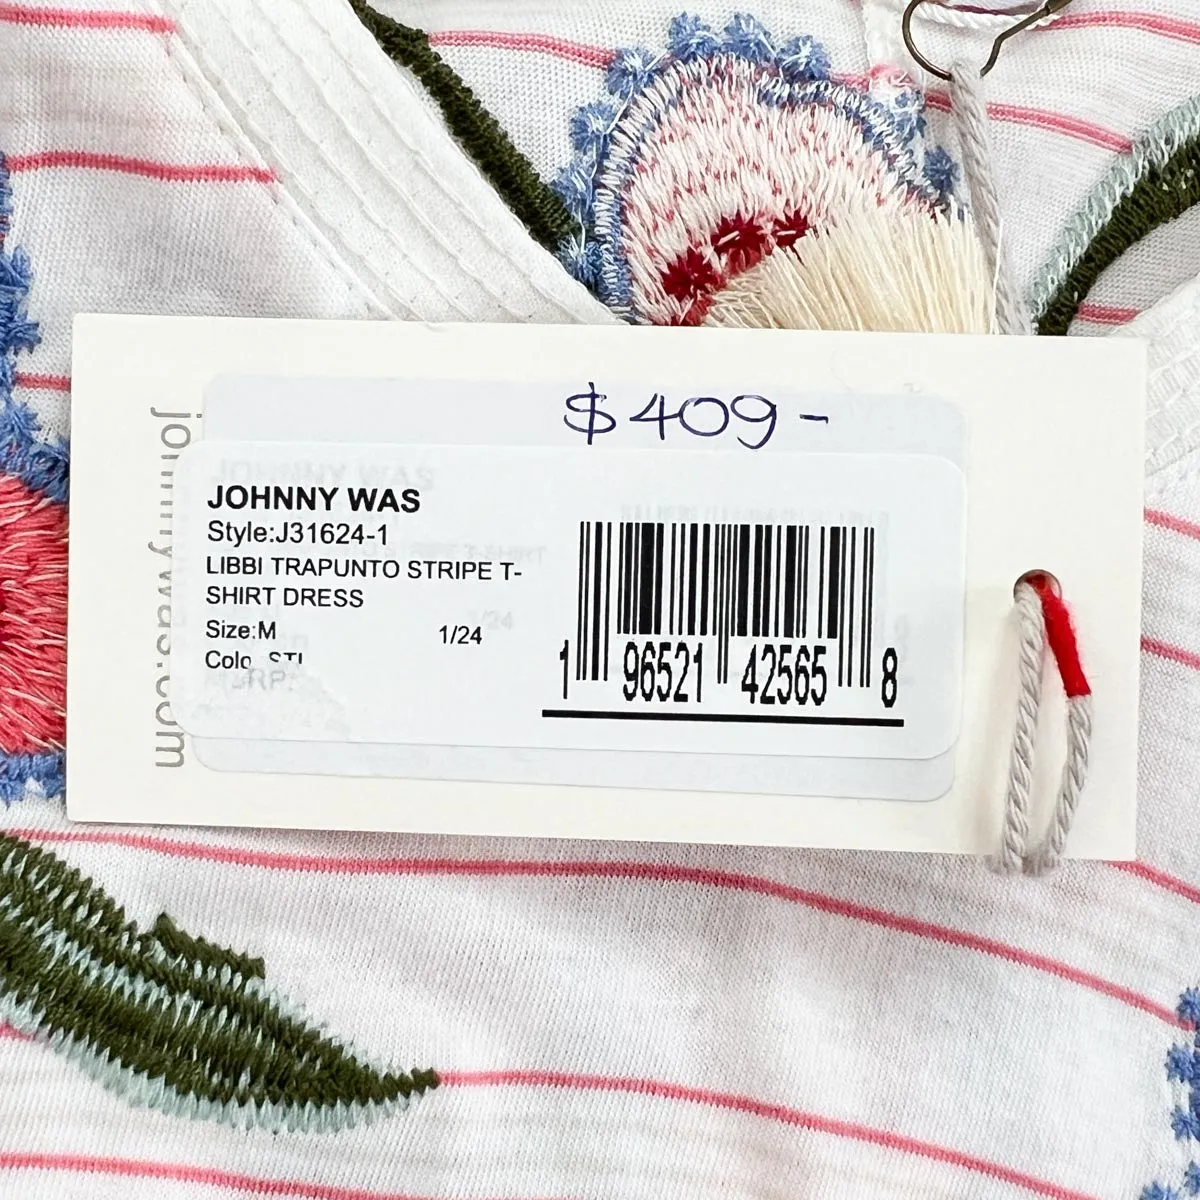 $409-
johnnywas.com
JOHNNY WAS
Style:J31624-1
LIBBI TRAPUNTO STRIPE T-
SHIRT DRESS
Size:M 1/24
1 96521 42565 8